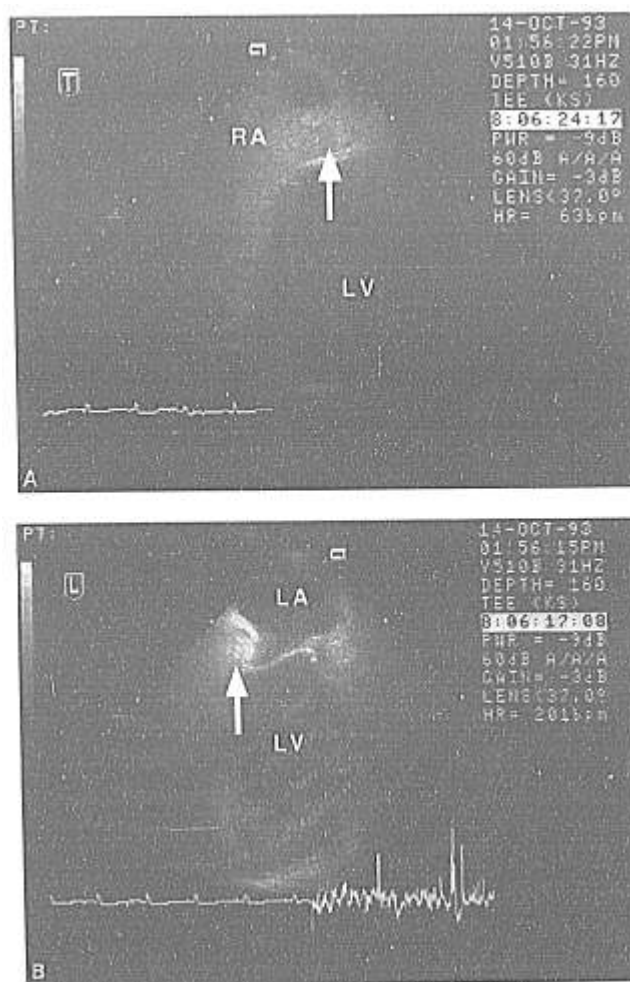 PT:
14-OCT-93
01:56:22PM
V510B 31HZ
DEPTH= 160
TEE (KS)
8:06:24:17
PWR = -9dB
60dB A/A/A
GAIN= -3dB
LENS<37.0°
HR= 63bpm
T
RA
LV
A
PT:
14-OCT-93
01:56:15PM
V510B 31HZ
DEPTH= 160
TEE (KS)
8:06:17:08
PWR = -9dB
60dB A/A/A
GAIN= -3dB
LENS<37.0°
HR= 201bpm
L
LA
LV
B